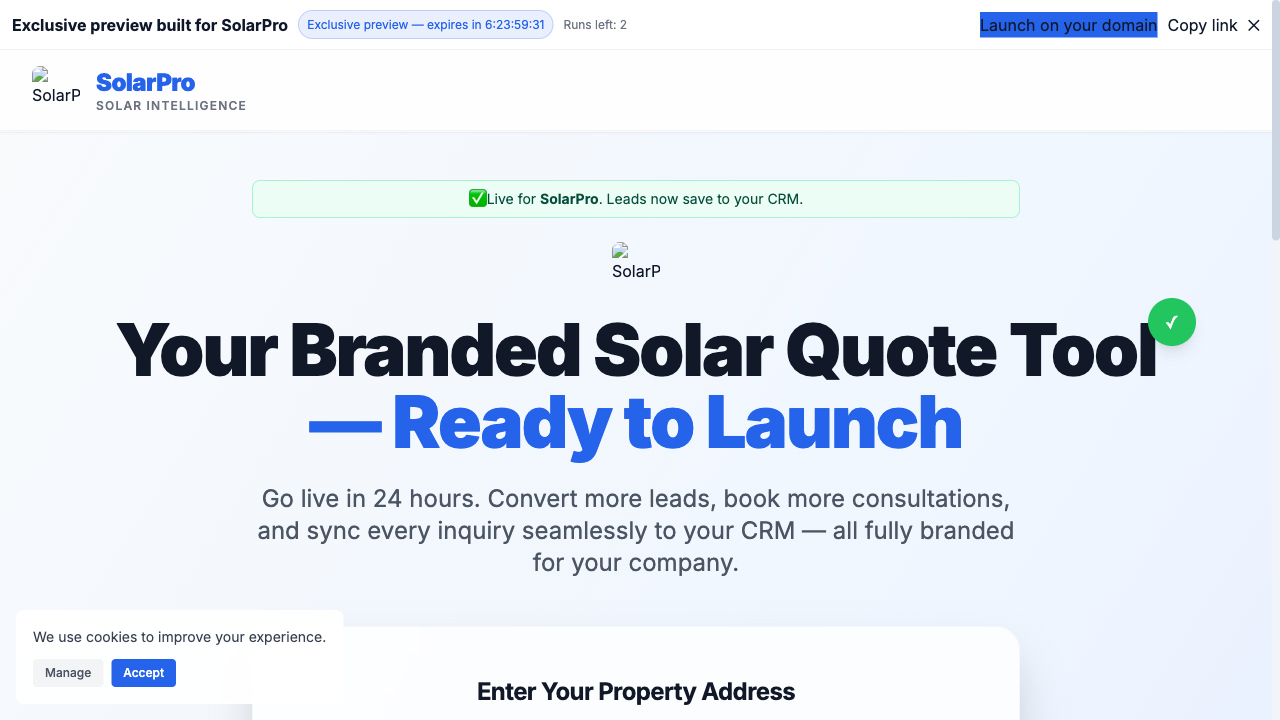 Exclusive preview built for SolarPro
Exclusive preview — expires in 6:23:59:31
Runs left: 2
Launch on your domain
Copy link
SolarP
SolarPro
SOLAR INTELLIGENCE
✅Live for SolarPro. Leads now save to your CRM.
SolarP
Your Branded Solar Quote Tool
— Ready to Launch
Go live in 24 hours. Convert more leads, book more consultations,
and sync every inquiry seamlessly to your CRM — all fully branded
for your company.
We use cookies to improve your experience.
Manage
Accept
Enter Your Property Address